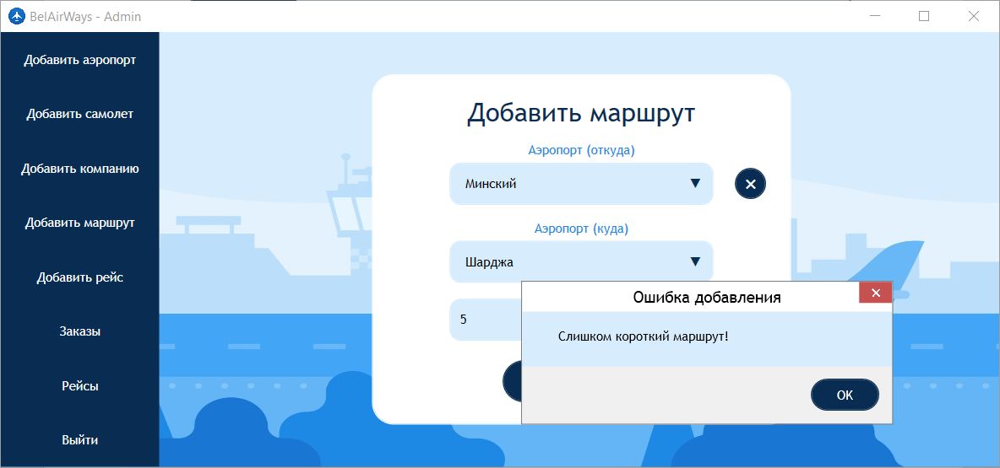 BelAirWays - Admin
Добавить аэропорт
Добавить самолет
Добавить компанию
Добавить маршрут
Добавить рейс
Заказы
Рейсы
Выйти
Добавить маршрут
Аэропорт (откуда)
Минский
Аэропорт (куда)
Шарджа
5
Ошибка добавления
Слишком короткий маршрут!
OK